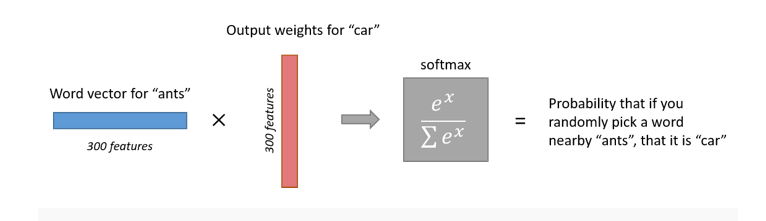 Output weights for “car”
softmax
Word vector for “ants”
300 features
×
300 features
e^x
∑ e^x
=
Probability that if you
randomly pick a word
nearby “ants”, that it is “car”